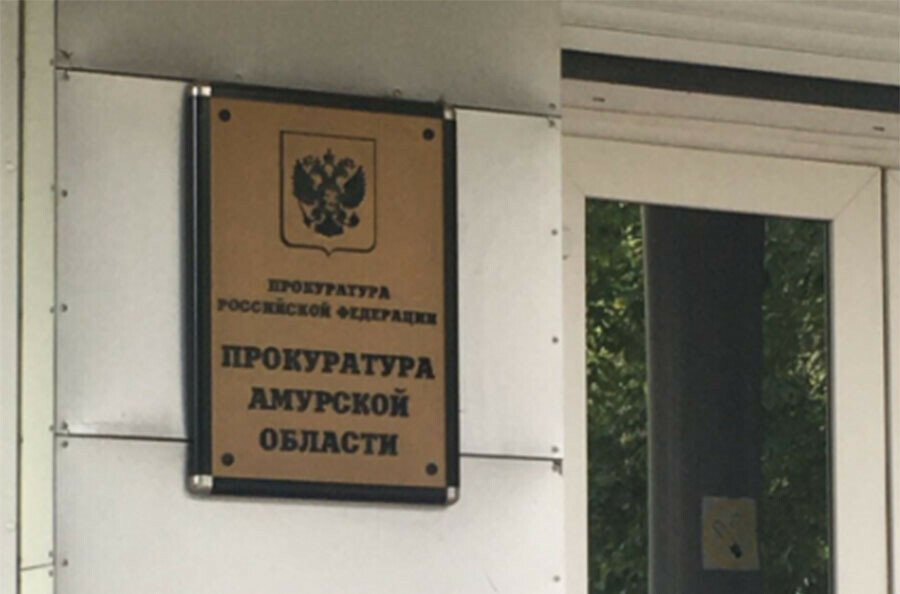 ПРОКУРАТУРА
РОССИЙСКОЙ ФЕДЕРАЦИИ
ПРОКУРАТУРА
АМУРСКОЙ
ОБЛАСТИ